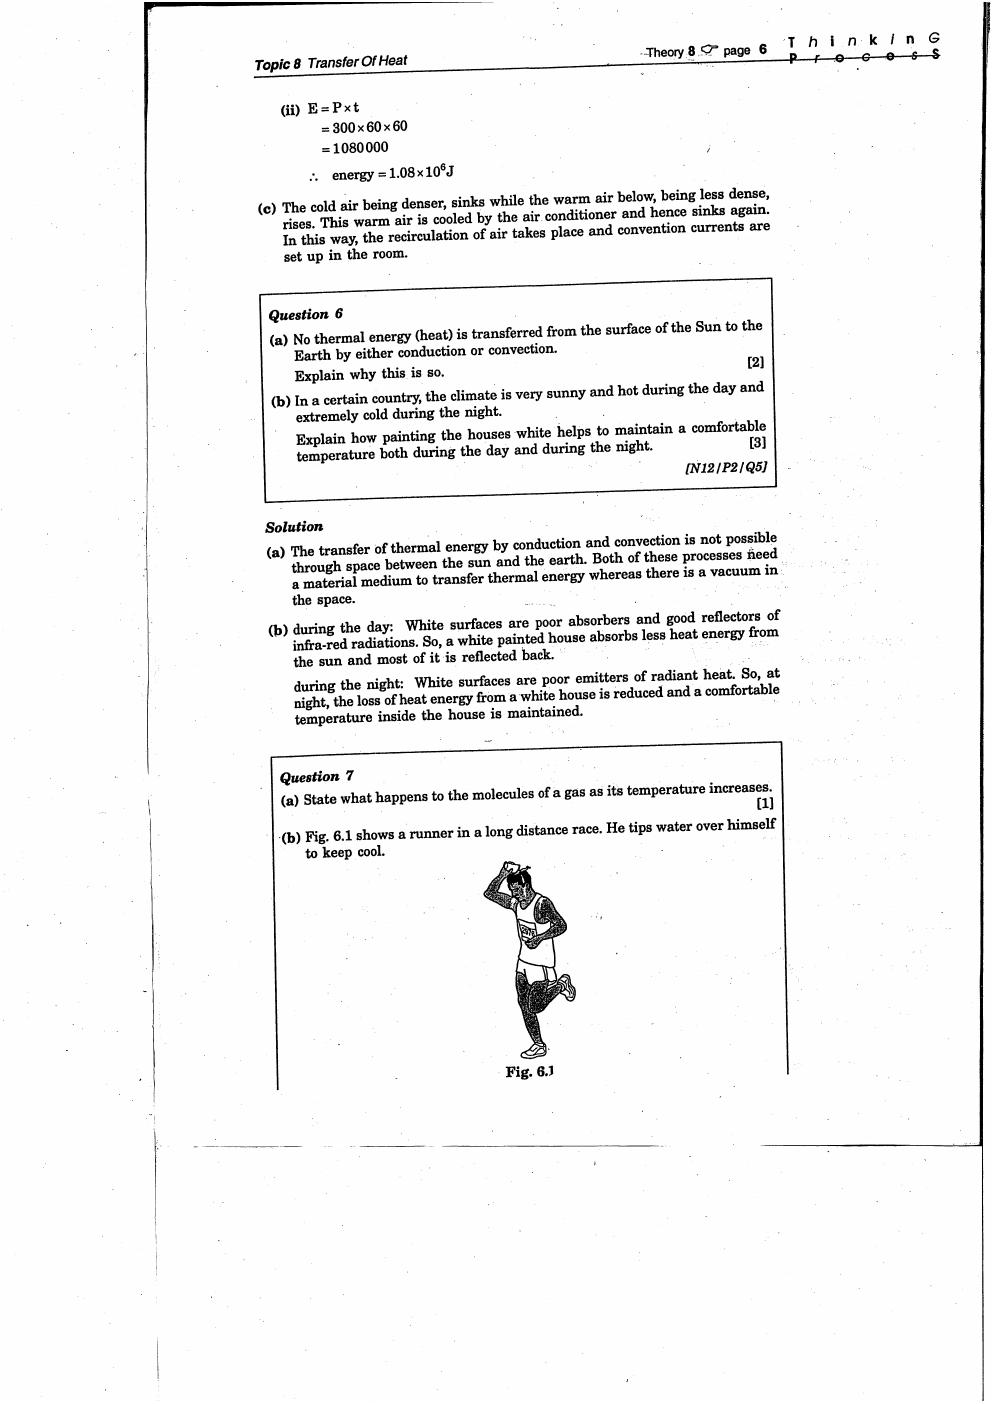 Topic 8 Transfer Of Heat
Theory 8 page 6
ThinkinG
ProcesS
(ii) E = P × t
= 300 × 60 × 60
= 1080000
∴ energy = 1.08 × 10⁶J
(c) The cold air being denser, sinks while the warm air below, being less dense,
rises. This warm air is cooled by the air conditioner and hence sinks again.
In this way, the recirculation of air takes place and convention currents are
set up in the room.
Question 6
(a) No thermal energy (heat) is transferred from the surface of the Sun to the
Earth by either conduction or convection.
Explain why this is so. [2]
(b) In a certain country, the climate is very sunny and hot during the day and
extremely cold during the night.
Explain how painting the houses white helps to maintain a comfortable
temperature both during the day and during the night. [3]
[N12/P2/Q5]
Solution
(a) The transfer of thermal energy by conduction and convection is not possible
through space between the sun and the earth. Both of these processes need
a material medium to transfer thermal energy whereas there is a vacuum in
the space.
(b) during the day: White surfaces are poor absorbers and good reflectors of
infra-red radiations. So, a white painted house absorbs less heat energy from
the sun and most of it is reflected back.
during the night: White surfaces are poor emitters of radiant heat. So, at
night, the loss of heat energy from a white house is reduced and a comfortable
temperature inside the house is maintained.
Question 7
(a) State what happens to the molecules of a gas as its temperature increases.
[1]
(b) Fig. 6.1 shows a runner in a long distance race. He tips water over himself
to keep cool.
Fig. 6.1